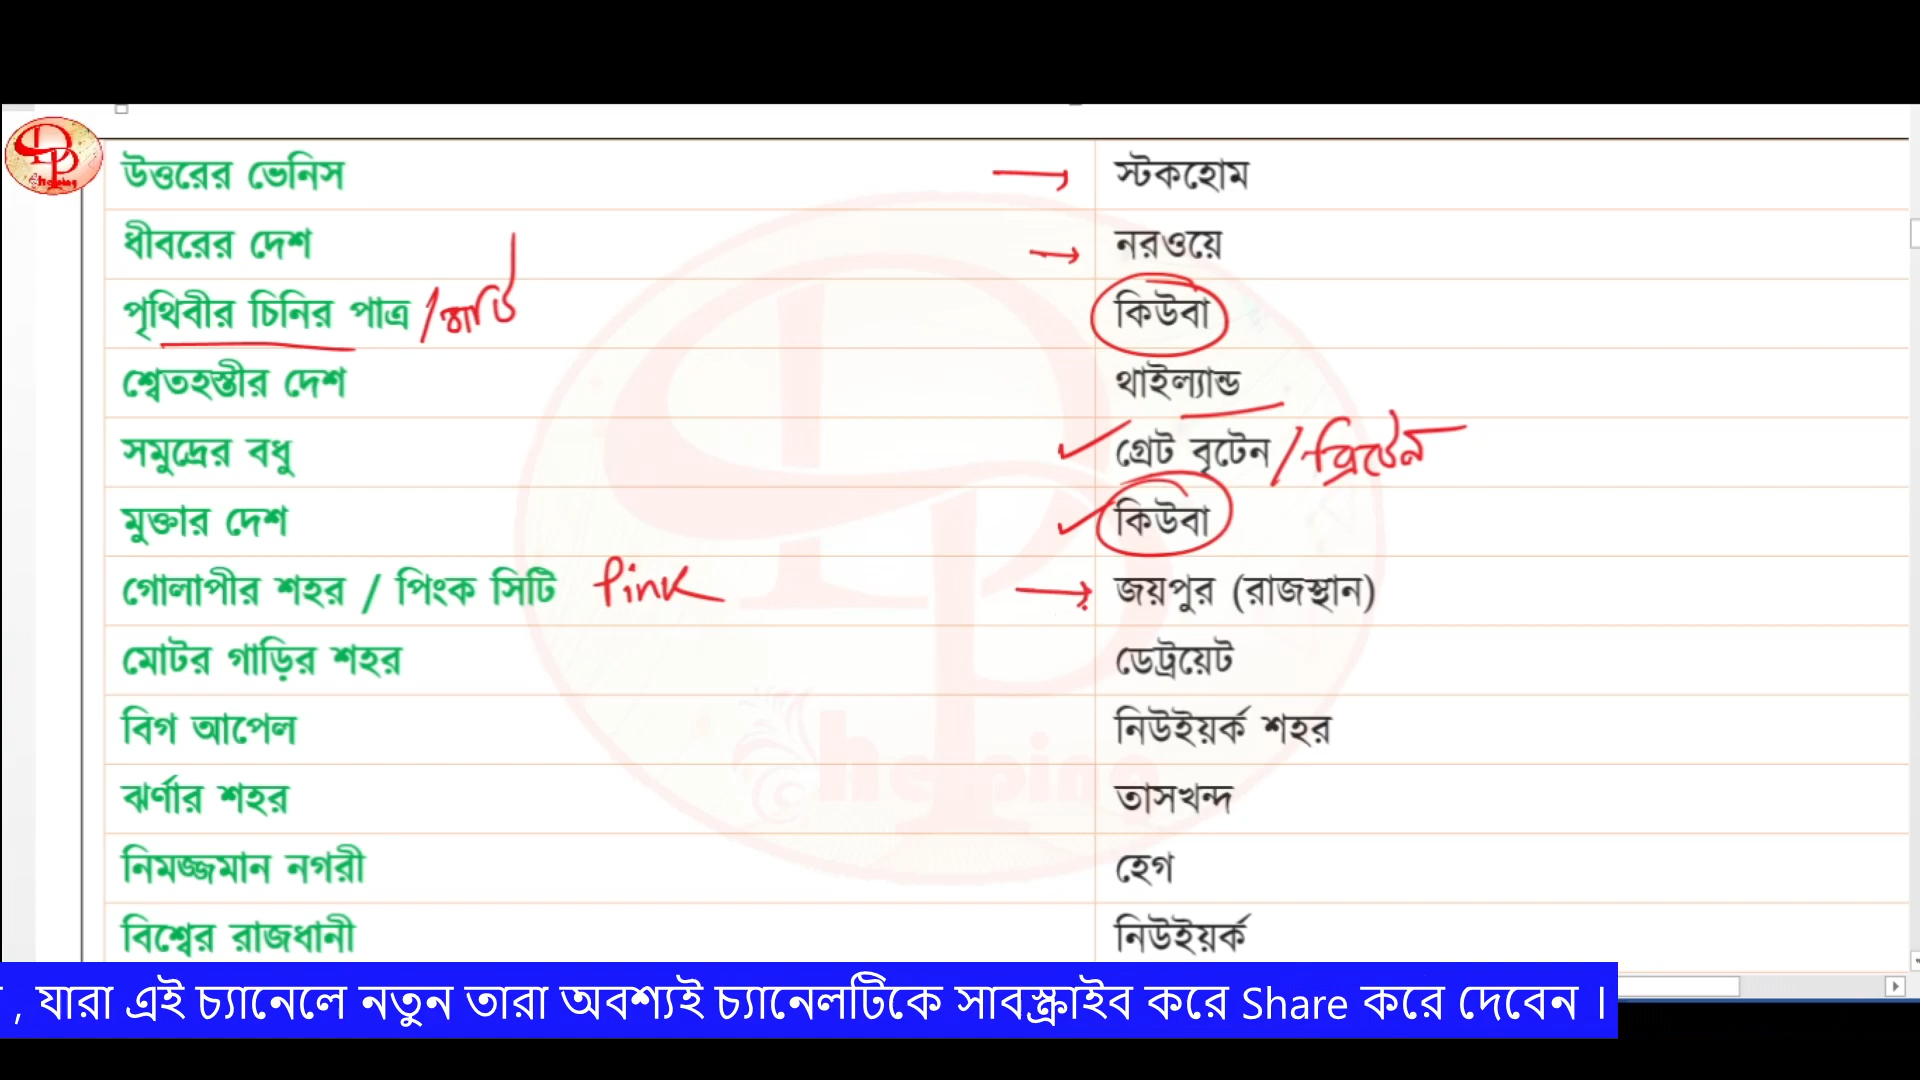 উত্তরের ভেনিস স্টকহোম
ধীবরের দেশ নরওয়ে
পৃথিবীর চিনির পাত্র / কিউবা
শ্বেতহস্তীর দেশ থাইল্যান্ড
সমুদ্রের বধু গ্রেট বৃটেন / ব্রিটেন
মুক্তার দেশ কিউবা
গোলাপীর শহর / পিংক সিটি Pink জয়পুর (রাজস্থান)
মোটর গাড়ির শহর ডেট্রয়েট
বিগ আপেল নিউইয়র্ক শহর
ঝর্ণার শহর তাসখন্দ
নিমজ্জমান নগরী হেগ
বিশ্বের রাজধানী নিউইয়র্ক
, যারা এই চ্যানেলে নতুন তারা অবশ্যই চ্যানেলটিকে সাবস্ক্রাইব করে Share করে দেবেন ।
DP
helping